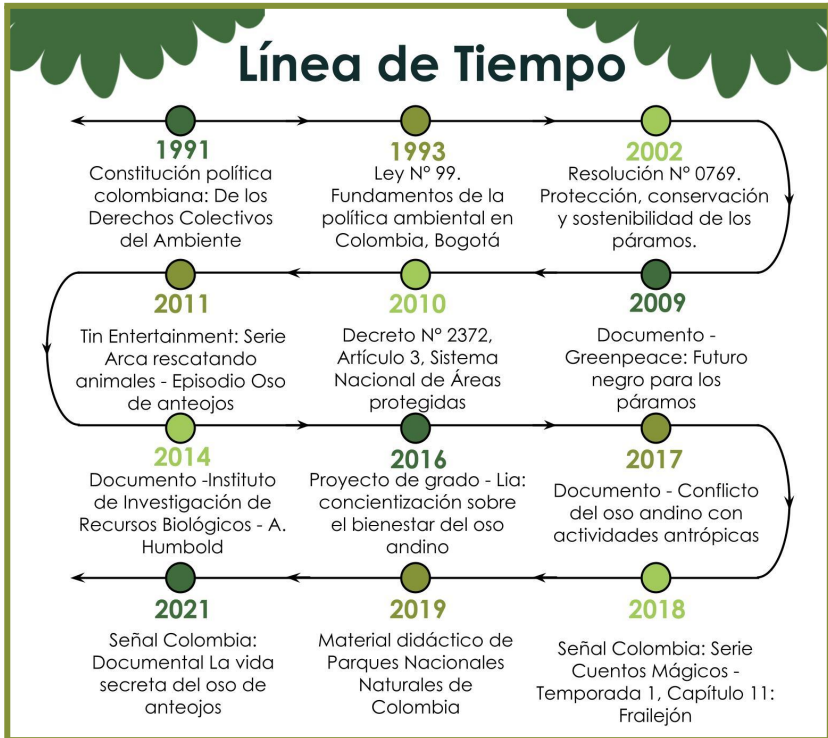 Línea de Tiempo
1991
Constitución política
colombiana: De los
Derechos Colectivos
del Ambiente
1993
Ley N° 99.
Fundamentos de la
política ambiental en
Colombia, Bogotá
2002
Resolución N° 0769.
Protección, conservación
y sostenibilidad de los
páramos.
2009
Documento -
Greenpeace: Futuro
negro para los
páramos
2010
Decreto N° 2372,
Artículo 3, Sistema
Nacional de Áreas
protegidas
2011
Tin Entertainment: Serie
Arca rescatando
animales - Episodio Oso
de anteojos
2014
Documento -Instituto
de Investigación de
Recursos Biológicos - A.
Humbold
2016
Proyecto de grado - Lia:
concientización sobre
el bienestar del oso
andino
2017
Documento - Conflicto
del oso andino con
actividades antrópicas
2018
Señal Colombia: Serie
Cuentos Mágicos -
Temporada 1, Capítulo 11:
Frailejón
2019
Material didáctico de
Parques Nacionales
Naturales de
Colombia
2021
Señal Colombia:
Documental La vida
secreta del oso de
anteojos